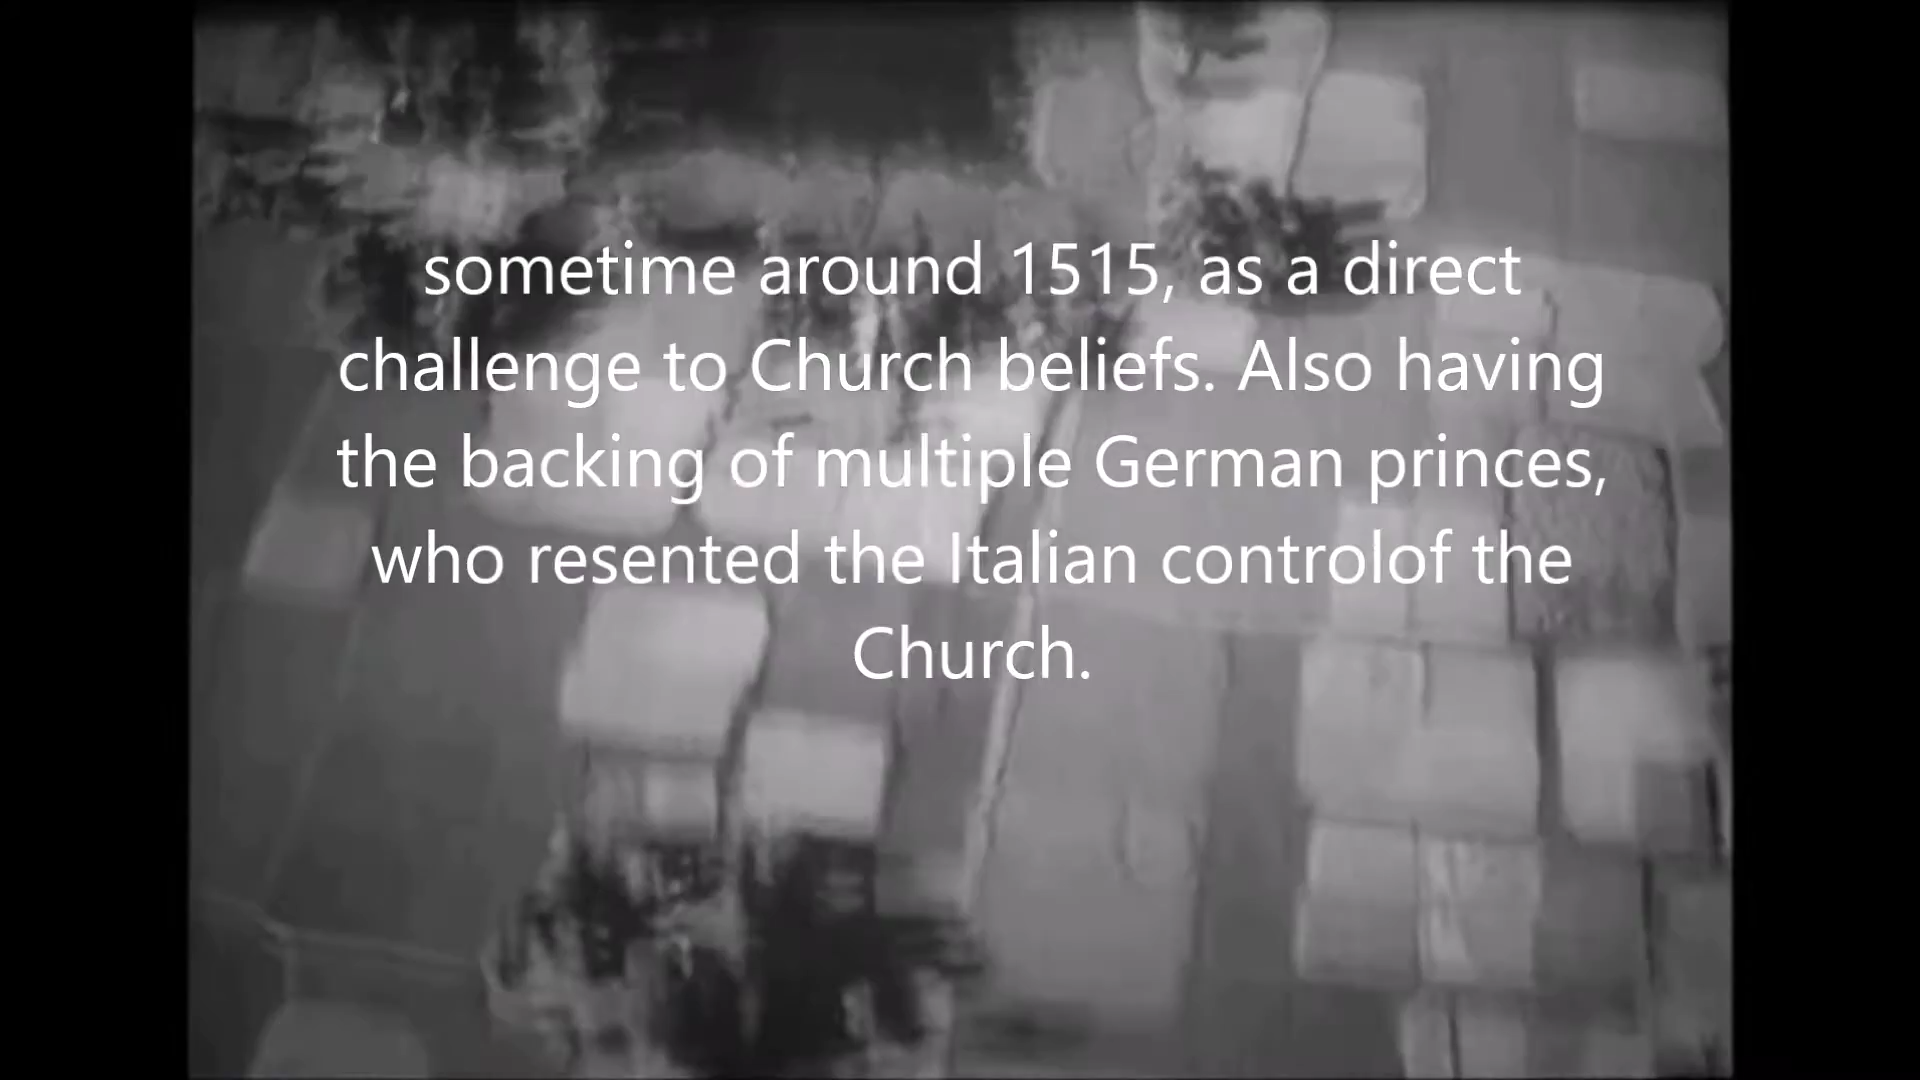 sometime around 1515, as a direct
challenge to Church beliefs. Also having
the backing of multiple German princes,
who resented the Italian controlof the
Church.